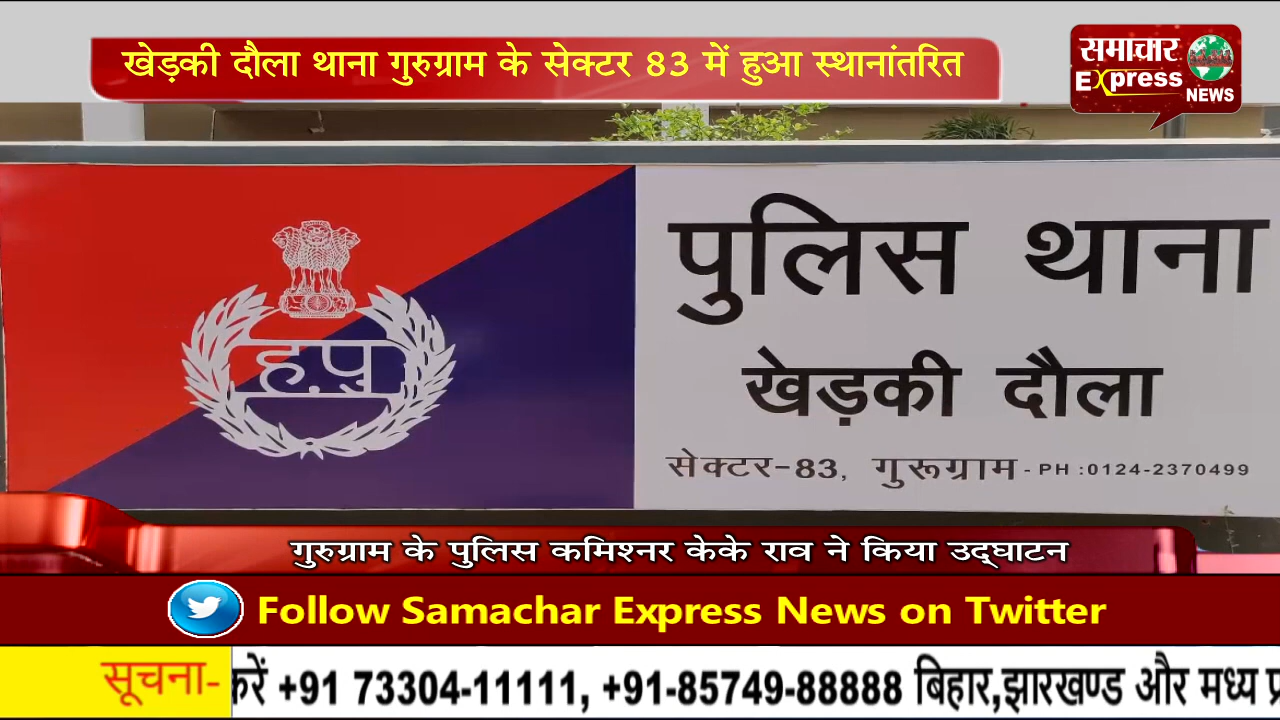 खेड़की दौला थाना गुरुग्राम के सेक्टर 83 में हुआ स्थानांतरित
समाचार
Express
NEWS
पुलिस थाना
खेड़की दौला
सेक्टर-83, गुरूग्राम - PH :0124-2370499
ह.पु
गुरुग्राम के पुलिस कमिश्नर केके राव ने किया उद्घाटन
Follow Samachar Express News on Twitter
सूचना- करें +91 73304-11111, +91-85749-88888 बिहार,झारखण्ड और मध्य